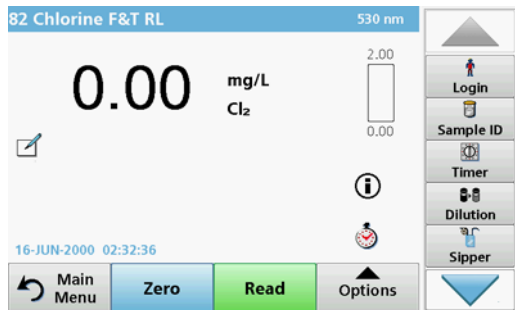 82 Chlorine F&T RL
530 nm
0.00
mg/L
Cl₂
2.00
0.00
16-JUN-2000 02:32:36
Main
Menu
Zero
Read
Options
Login
Sample ID
Timer
Dilution
Sipper